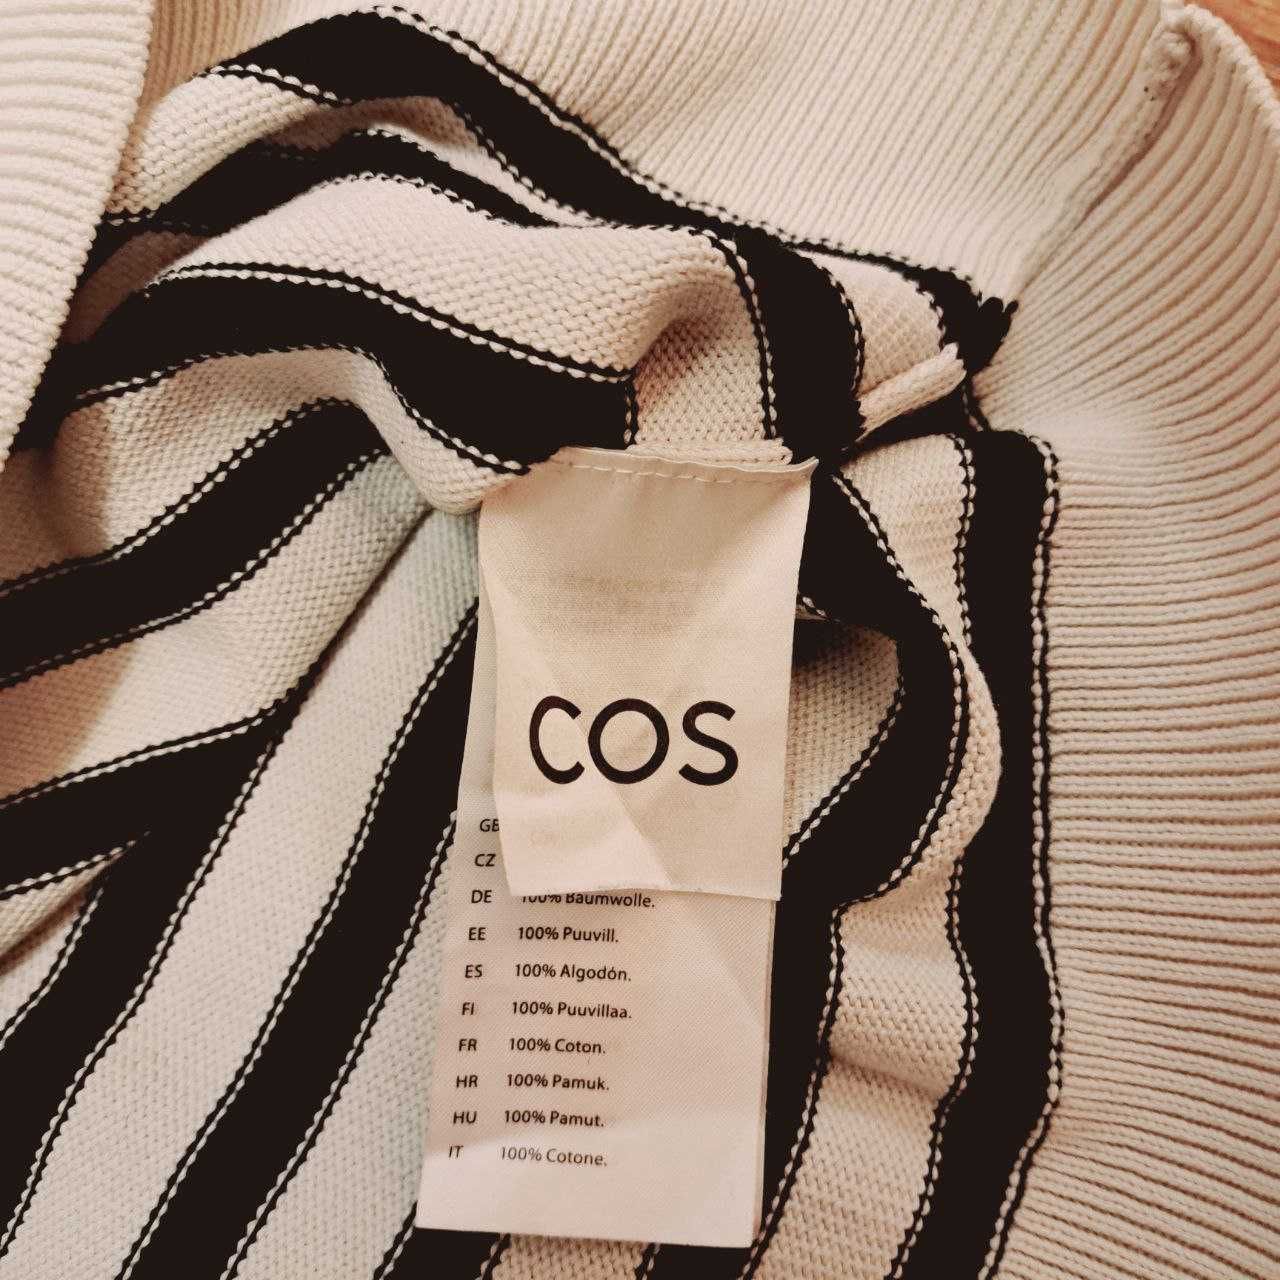 COS
GB
CZ
DE 100% Baumwolle.
EE 100% Puuvill.
ES 100% Algodón.
FI 100% Puuvillaa.
FR 100% Coton.
HR 100% Pamuk.
HU 100% Pamut.
IT 100% Cotone.